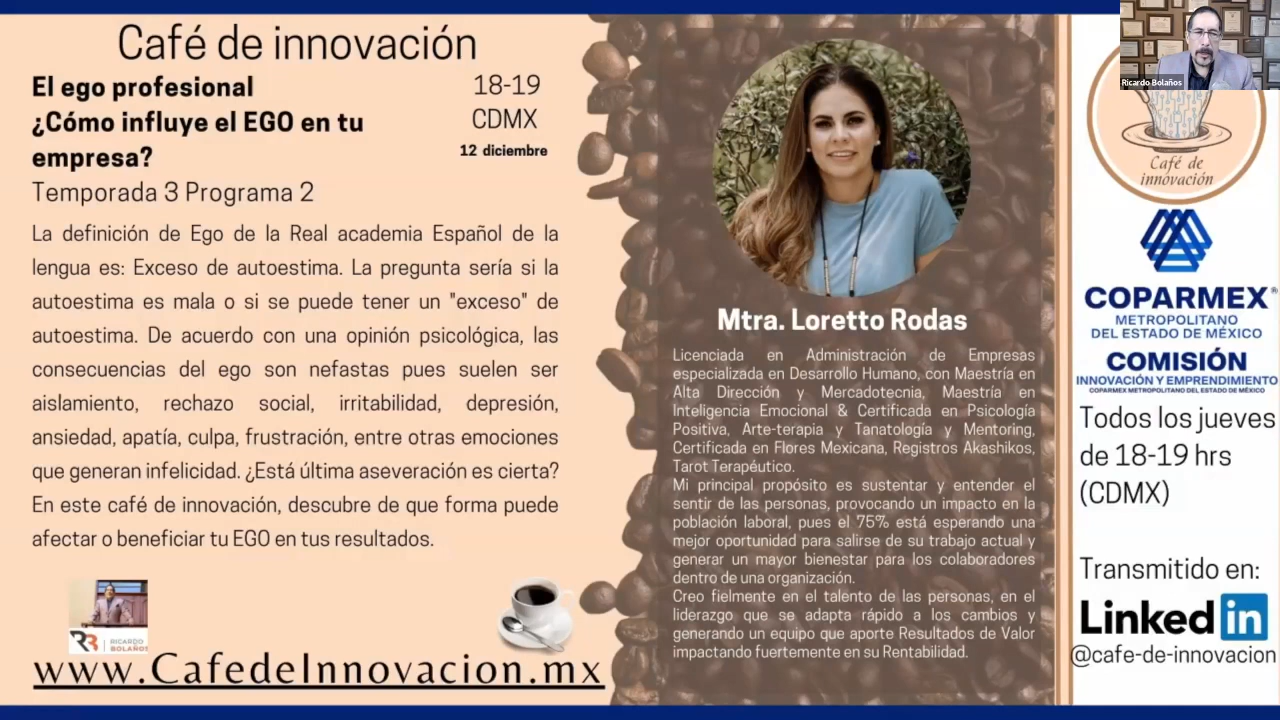 Café de innovación
El ego profesional
¿Cómo influye el EGO en tu
empresa?
18-19
CDMX
12 diciembre
Temporada 3 Programa 2
La definición de Ego de la Real academia Español de la
lengua es: Exceso de autoestima. La pregunta sería si la
autoestima es mala o si se puede tener un "exceso" de
autoestima. De acuerdo con una opinión psicológica, las
consecuencias del ego son nefastas pues suelen ser
aislamiento, rechazo social, irritabilidad, depresión,
ansiedad, apatía, culpa, frustración, entre otras emociones
que generan infelicidad. ¿Está última aseveración es cierta?
En este café de innovación, descubre de que forma puede
afectar o beneficiar tu EGO en tus resultados.
RR
RICARDO
BOLAÑOS
www.CafedeInnovacion.mx
Mtra. Loretto Rodas
Licenciada en Administración de Empresas
especializada en Desarrollo Humano, con Maestría en
Alta Dirección y Mercadotecnia, Maestría en
Inteligencia Emocional & Certificada en Psicología
Positiva, Arte-terapia y Tanatología y Mentoring,
Certificada en Flores Mexicana, Registros Akashikos,
Tarot Terapéutico.
Mi principal propósito es sustentar y entender el
sentir de las personas, provocando un impacto en la
población laboral, pues el 75% está esperando una
mejor oportunidad para salirse de su trabajo actual y
generar un mayor bienestar para los colaboradores
dentro de una organización.
Creo fielmente en el talento de las personas, en el
liderazgo que se adapta rápido a los cambios y
generando un equipo que aporte Resultados de Valor
impactando fuertemente en su Rentabilidad.
Ricardo Bolaños
Café de
innovación
COPARMEX®
METROPOLITANO
DEL ESTADO DE MÉXICO
COMISIÓN
INNOVACIÓN Y EMPRENDIMIENTO
COPARMEX METROPOLITANO DEL ESTADO DE MÉXICO
Todos los jueves
de 18-19 hrs
(CDMX)
Transmitido en:
Linked in
@cafe-de-innovacion